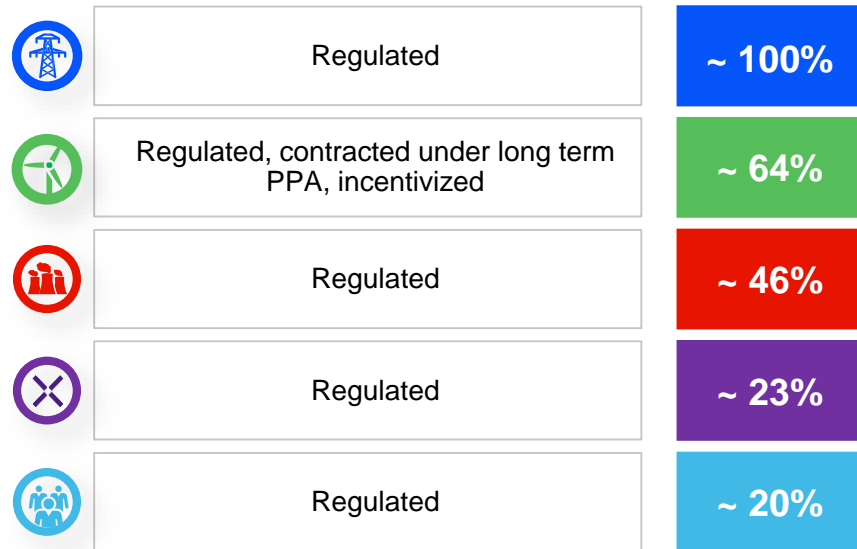 Regulated
~ 100%
Regulated, contracted under long term
PPA, incentivized
~ 64%
Regulated
~ 46%
Regulated
~ 23%
Regulated
~ 20%